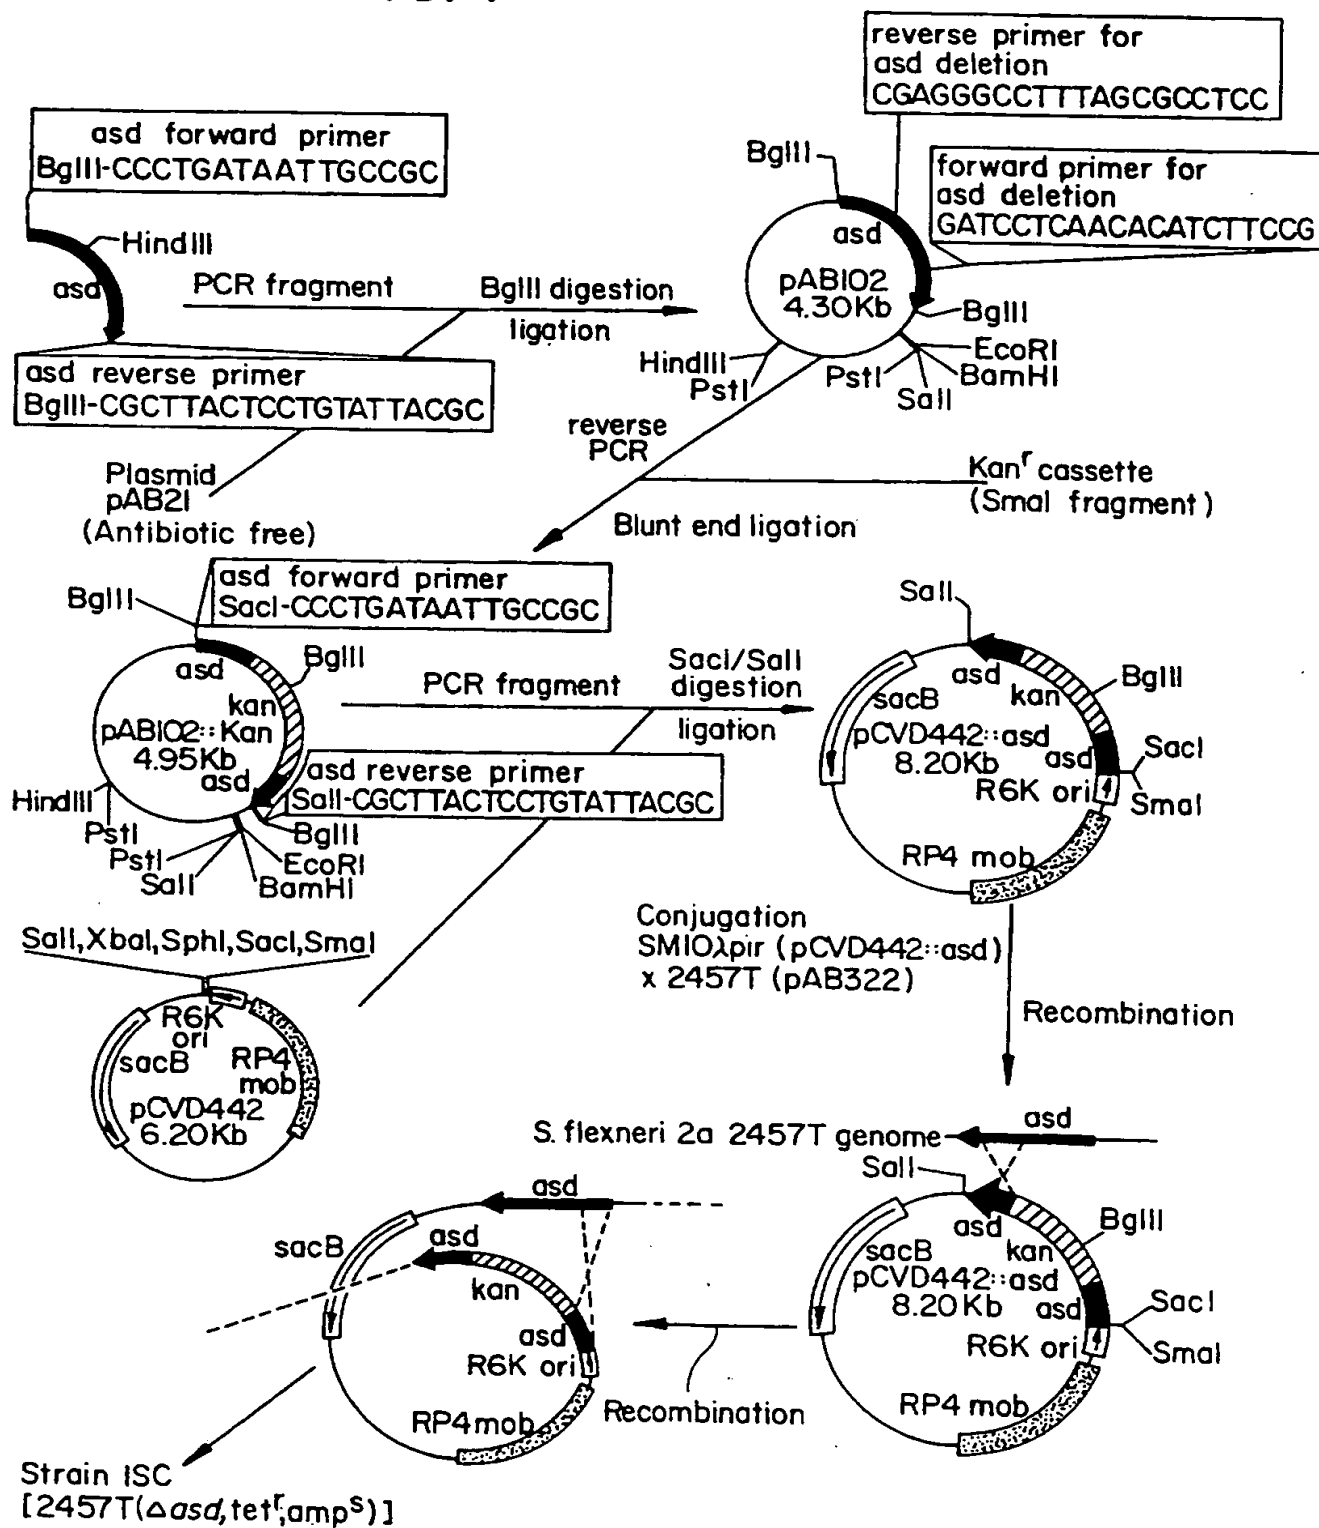 reverse primer for
asd deletion
CGAGGGCCTTTAGCGCCTCC
asd forward primer
BglII-CCCTGATAATTGCCGC
BglII
forward primer for
asd deletion
GATCCTCAACACATCTTCCG
HindIII
asd
PCR fragment
BglII digestion
ligation
asd
pAB102
4.30Kb
BglII
EcoRI
BamHI
SalI
PstI
HindIII
PstI
asd reverse primer
BglII-CGCTTACTCCTGTATTACGC
reverse
PCR
Plasmid
pAB21
(Antibiotic free)
Kanʳ cassette
(SmaI fragment)
Blunt end ligation
asd forward primer
SacI-CCCTGATAATTGCCGC
BglII
asd
BglII
kan
pAB102::Kan
4.95Kb
asd
PCR fragment
SacI/SalI
digestion
ligation
asd reverse primer
SalI-CGCTTACTCCTGTATTACGC
HindIII
PstI
PstI
SalI
BglII
EcoRI
BamHI
SalI
asd
kan
BglII
sacB
pCVD442::asd
8.20Kb
asd
SacI
R6K ori
SmaI
RP4 mob
SalI,XbaI,SphI,SacI,SmaI
R6K
ori
sacB
RP4
mob
pCVD442
6.20Kb
Conjugation
SM10λpir (pCVD442::asd)
x 2457T (pAB322)
Recombination
S. flexneri 2a 2457T genome
asd
SalI
asd
kan
BglII
sacB
pCVD442::asd
8.20Kb
asd
SacI
R6K ori
SmaI
RP4 mob
asd
sacB
asd
kan
asd
R6K ori
RP4 mob
Recombination
Strain ISC
[2457T(Δasd,tetʳ,ampˢ)]